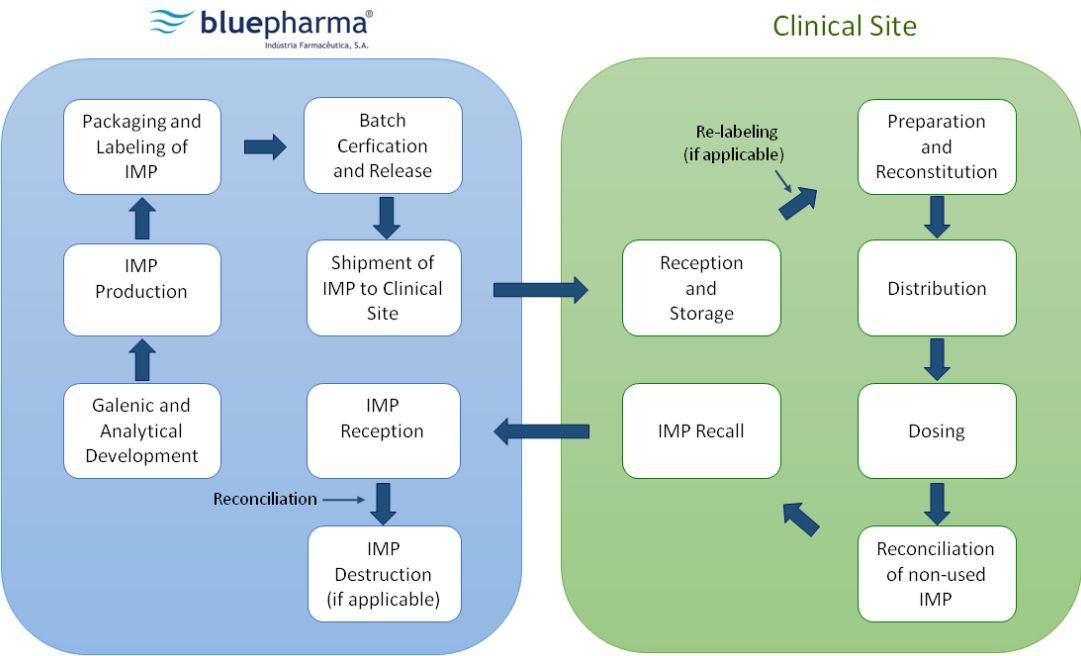 bluepharma®
Indústria Farmacêutica, S.A.
Clinical Site
Packaging and
Labeling of
IMP
Batch
Cerfication
and Release
IMP
Production
Shipment of
IMP to Clinical
Site
Galenic and
Analytical
Development
IMP
Reception
Reconciliation
IMP
Destruction
(if applicable)
Re-labeling
(if applicable)
Preparation
and
Reconstitution
Reception
and
Storage
Distribution
IMP Recall
Dosing
Reconciliation
of non-used
IMP